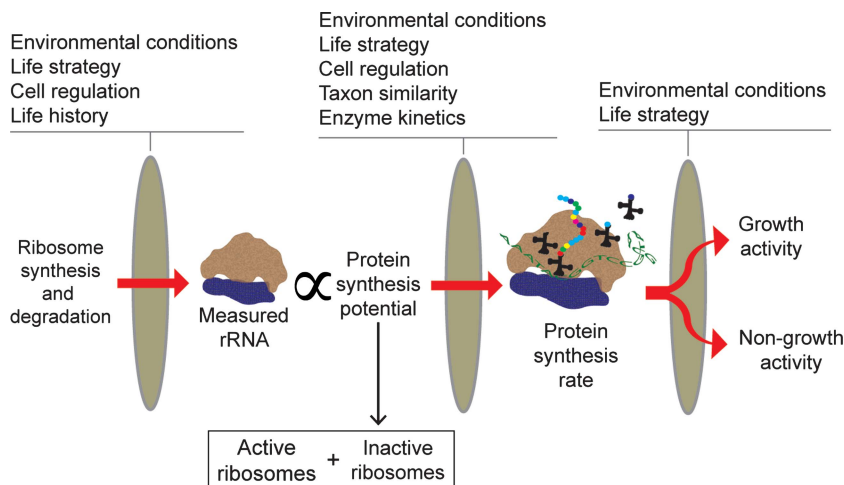 Environmental conditions
Life strategy
Cell regulation
Life history
Environmental conditions
Life strategy
Cell regulation
Taxon similarity
Enzyme kinetics
Environmental conditions
Life strategy
Ribosome
synthesis
and
degradation
Measured
rRNA
∝
Protein
synthesis
potential
Protein
synthesis
rate
Growth
activity
Non-growth
activity
Active
ribosomes
+
Inactive
ribosomes